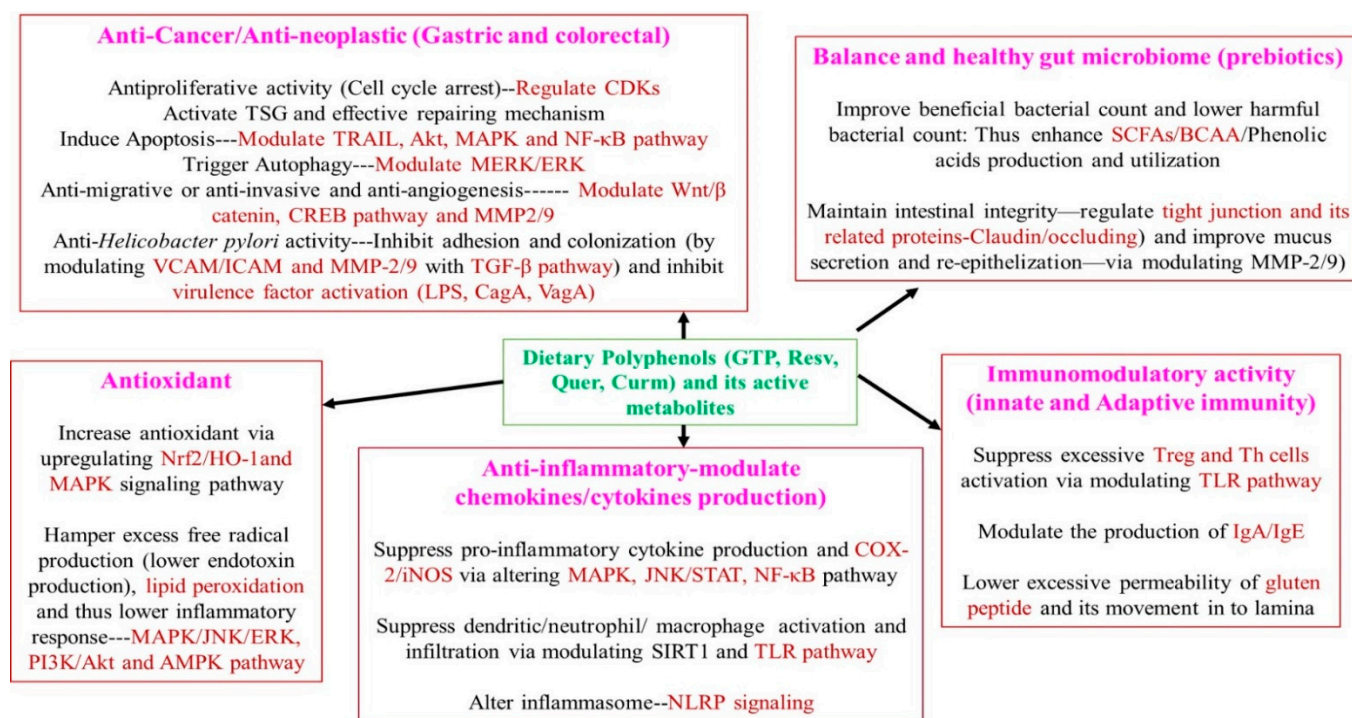 Anti-Cancer/Anti-neoplastic (Gastric and colorectal)
Antiproliferative activity (Cell cycle arrest)--Regulate CDKs
Activate TSG and effective repairing mechanism
Induce Apoptosis---Modulate TRAIL, Akt, MAPK and NF-κB pathway
Trigger Autophagy---Modulate MERK/ERK
Anti-migrative or anti-invasive and anti-angiogenesis------ Modulate Wnt/β
catenin, CREB pathway and MMP2/9
Anti-Helicobacter pylori activity---Inhibit adhesion and colonization (by
modulating VCAM/ICAM and MMP-2/9 with TGF-β pathway) and inhibit
virulence factor activation (LPS, CagA, VagA)
Balance and healthy gut microbiome (prebiotics)
Improve beneficial bacterial count and lower harmful
bacterial count: Thus enhance SCFAs/BCAA/Phenolic
acids production and utilization
Maintain intestinal integrity—regulate tight junction and its
related proteins-Claudin/occluding) and improve mucus
secretion and re-epithelization—via modulating MMP-2/9)
Dietary Polyphenols (GTP, Resv,
Quer, Curm) and its active
metabolites
Antioxidant
Increase antioxidant via
upregulating Nrf2/HO-1and
MAPK signaling pathway
Hamper excess free radical
production (lower endotoxin
production), lipid peroxidation
and thus lower inflammatory
response---MAPK/JNK/ERK,
PI3K/Akt and AMPK pathway
Anti-inflammatory-modulate
chemokines/cytokines production)
Suppress pro-inflammatory cytokine production and COX-
2/iNOS via altering MAPK, JNK/STAT, NF-κB pathway
Suppress dendritic/neutrophil/ macrophage activation and
infiltration via modulating SIRT1 and TLR pathway
Alter inflammasome--NLRP signaling
Immunomodulatory activity
(innate and Adaptive immunity)
Suppress excessive Treg and Th cells
activation via modulating TLR pathway
Modulate the production of IgA/IgE
Lower excessive permeability of gluten
peptide and its movement in to lamina